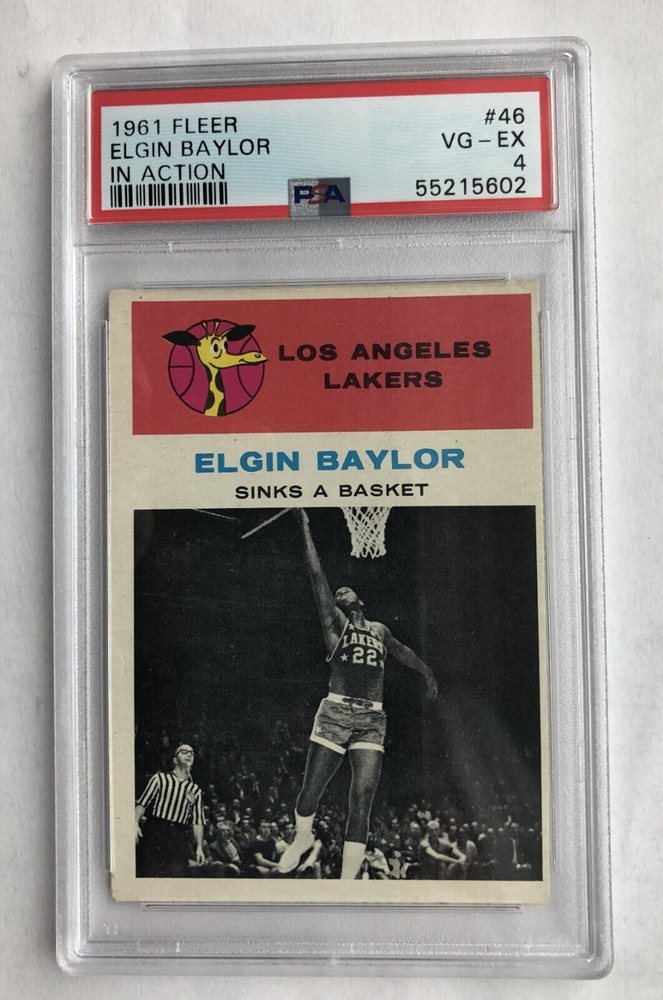 1961 FLEER
#46
ELGIN BAYLOR
VG - EX
IN ACTION
4
PSA
55215602
LOS ANGELES
LAKERS
ELGIN BAYLOR
SINKS A BASKET
LAKERS
22